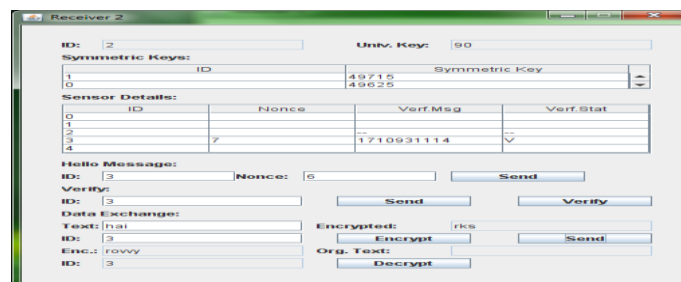 Receiver 2
ID: 2 Univ. Key: 90
Symmetric Keys:
ID Symmetric Key
1 49715
0 49625
Sensor Details:
ID Nonce Verf.Msg Verf.Stat
0
1
2 -- --
3 7 1710931114 V
4
Hello Message:
ID: 3 Nonce: 6 Send
Verify:
ID: 3 Send Verify
Data Exchange:
Text: hai Encrypted: rks
ID: 3 Encrypt Send
Enc.: rovvy Org. Text:
ID: 3 Decrypt